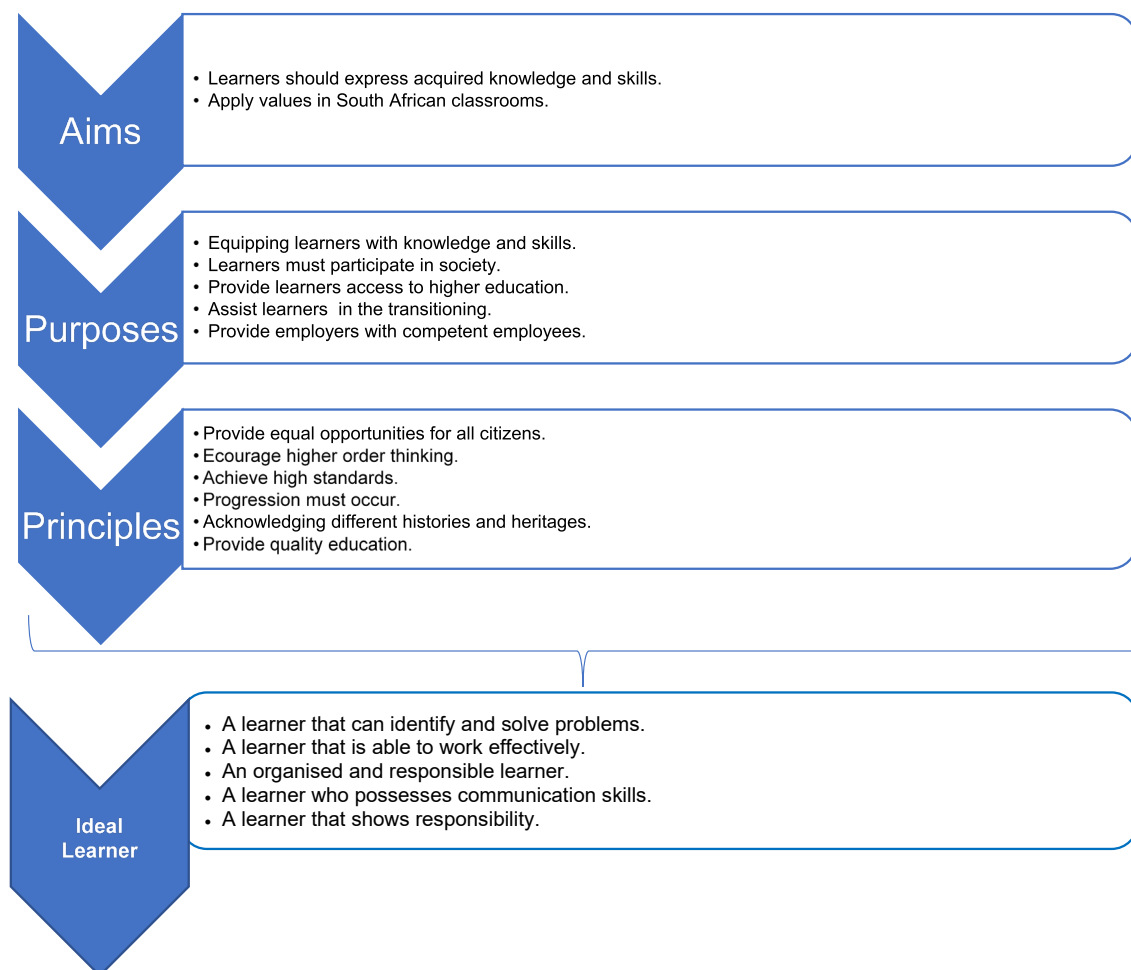 Aims
• Learners should express acquired knowledge and skills.
• Apply values in South African classrooms.
Purposes
• Equipping learners with knowledge and skills.
• Learners must participate in society.
• Provide learners access to higher education.
• Assist learners  in the transitioning.
• Provide employers with competent employees.
Principles
• Provide equal opportunities for all citizens.
• Ecourage higher order thinking.
• Achieve high standards.
• Progression must occur.
• Acknowledging different histories and heritages.
• Provide quality education.
Ideal
Learner
• A learner that can identify and solve problems.
• A learner that is able to work effectively.
• An organised and responsible learner.
• A learner who possesses communication skills.
• A learner that shows responsibility.